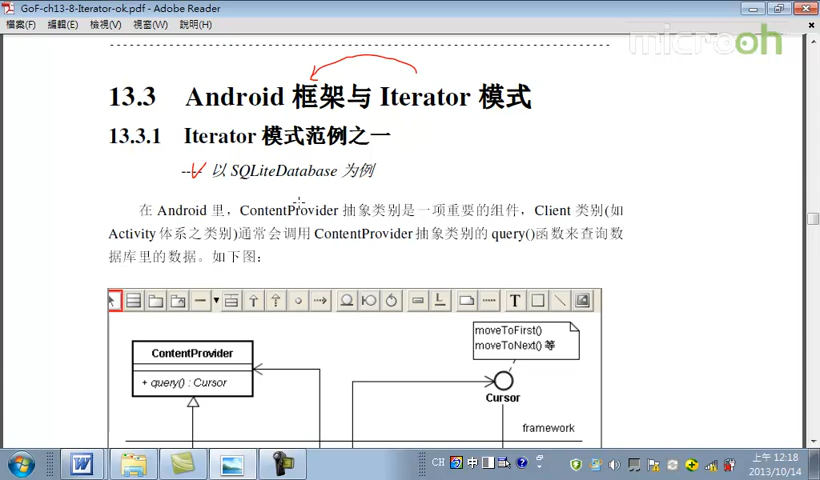 GoF-ch13-8-Iterator-ok.pdf - Adobe Reader
檔案(F) 編輯(E) 檢視(V) 視窗(W) 說明(H)
microoh
13.3 Android 框架与 Iterator 模式
13.3.1 Iterator 模式范例之一
---- 以 SQLiteDatabase 为例
在 Android 里，ContentProvider 抽象类别是一项重要的组件，Client 类别(如
Activity 体系之类别)通常会调用 ContentProvider 抽象类别的 query()函数来查询数
据库里的数据。如下图：
T
moveToFirst()
moveToNext() 等
ContentProvider
+ query() : Cursor
Cursor
framework
CH 中
上午 12:18
2013/10/14